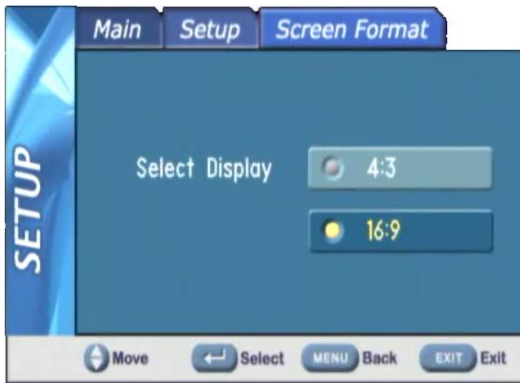 Main Setup Screen Format
SETUP
Select Display 4:3
16:9
Move Select MENU Back EXIT Exit